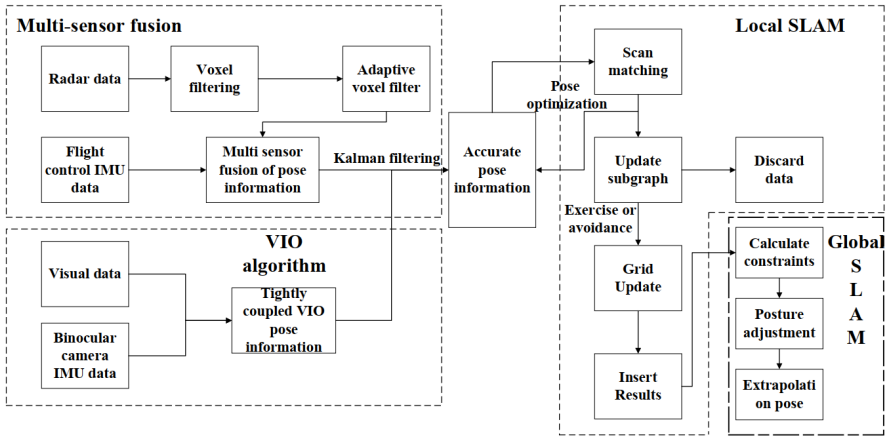 Multi-sensor fusion
Radar data
Voxel
filtering
Adaptive
voxel filter
Flight
control IMU
data
Multi sensor
fusion of pose
information
Kalman filtering
VIO
algorithm
Visual data
Binocular
camera
IMU data
Tightly
coupled VIO
pose
information
Accurate
pose
information
Local SLAM
Scan
matching
Pose
optimization
Update
subgraph
Discard
data
Exercise or
avoidance
Grid
Update
Insert
Results
Global
S
L
A
M
Calculate
constraints
Posture
adjustment
Extrapolati
on pose